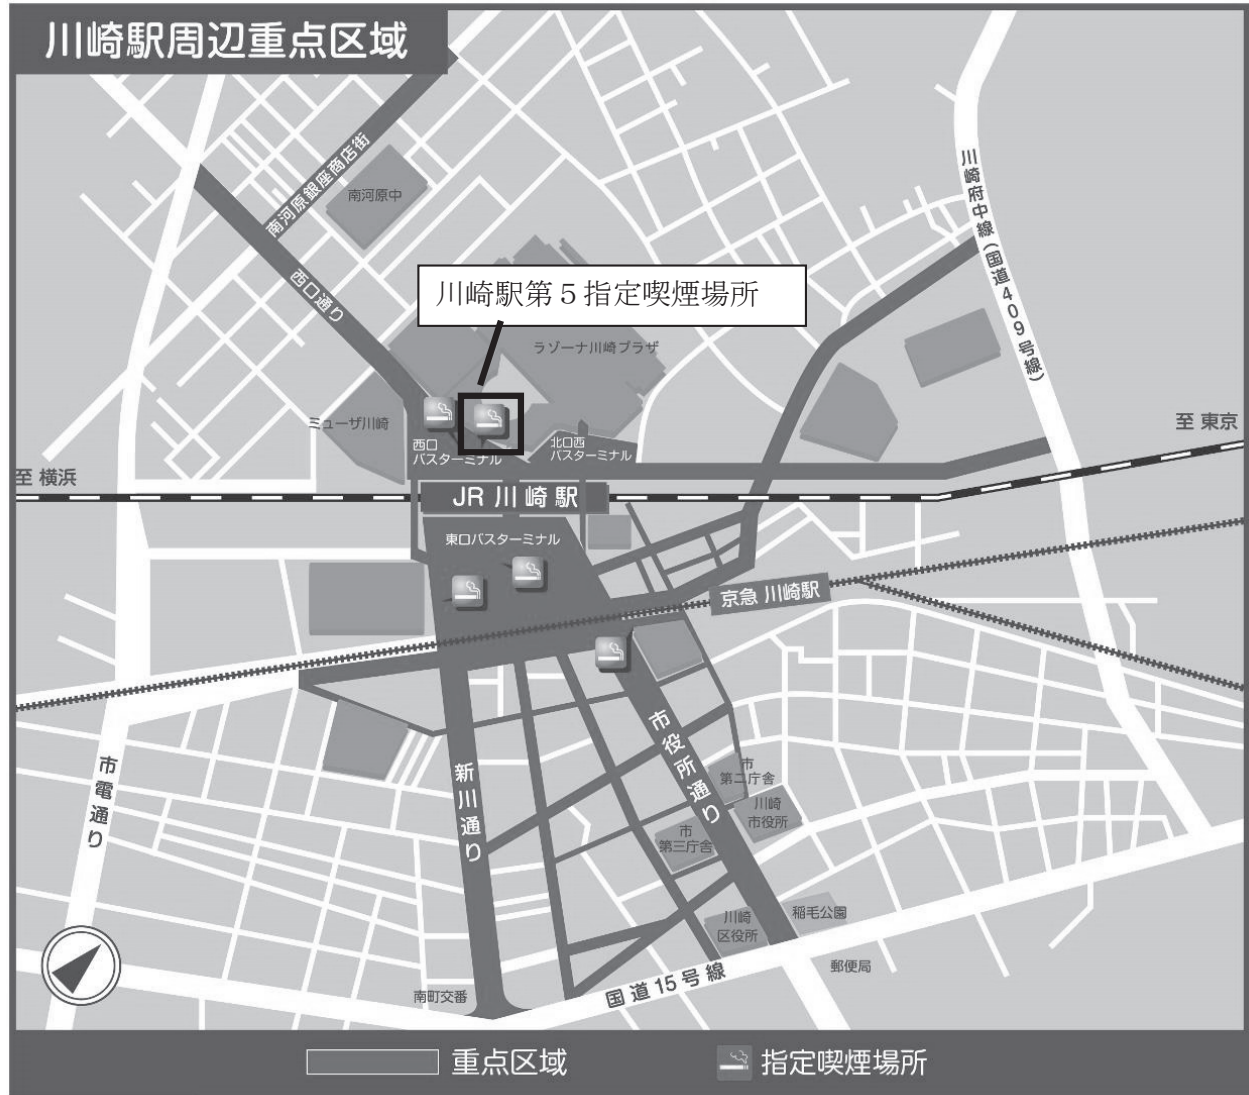 川崎駅周辺重点区域
南河原銀座商店街
南河原中
西口通り
川崎府中線(国道409号線)
川崎駅第5指定喫煙場所
ラゾーナ川崎プラザ
ミューザ川崎
西口
バスターミナル
北口西
バスターミナル
至 東京
至 横浜
JR 川崎駅
東口バスターミナル
京急 川崎駅
市電通り
新川通り
市役所通り
市
第二庁舎
川崎
市役所
市
第三庁舎
川崎
区役所
稲毛公園
郵便局
国道15号線
南町交番
重点区域
指定喫煙場所